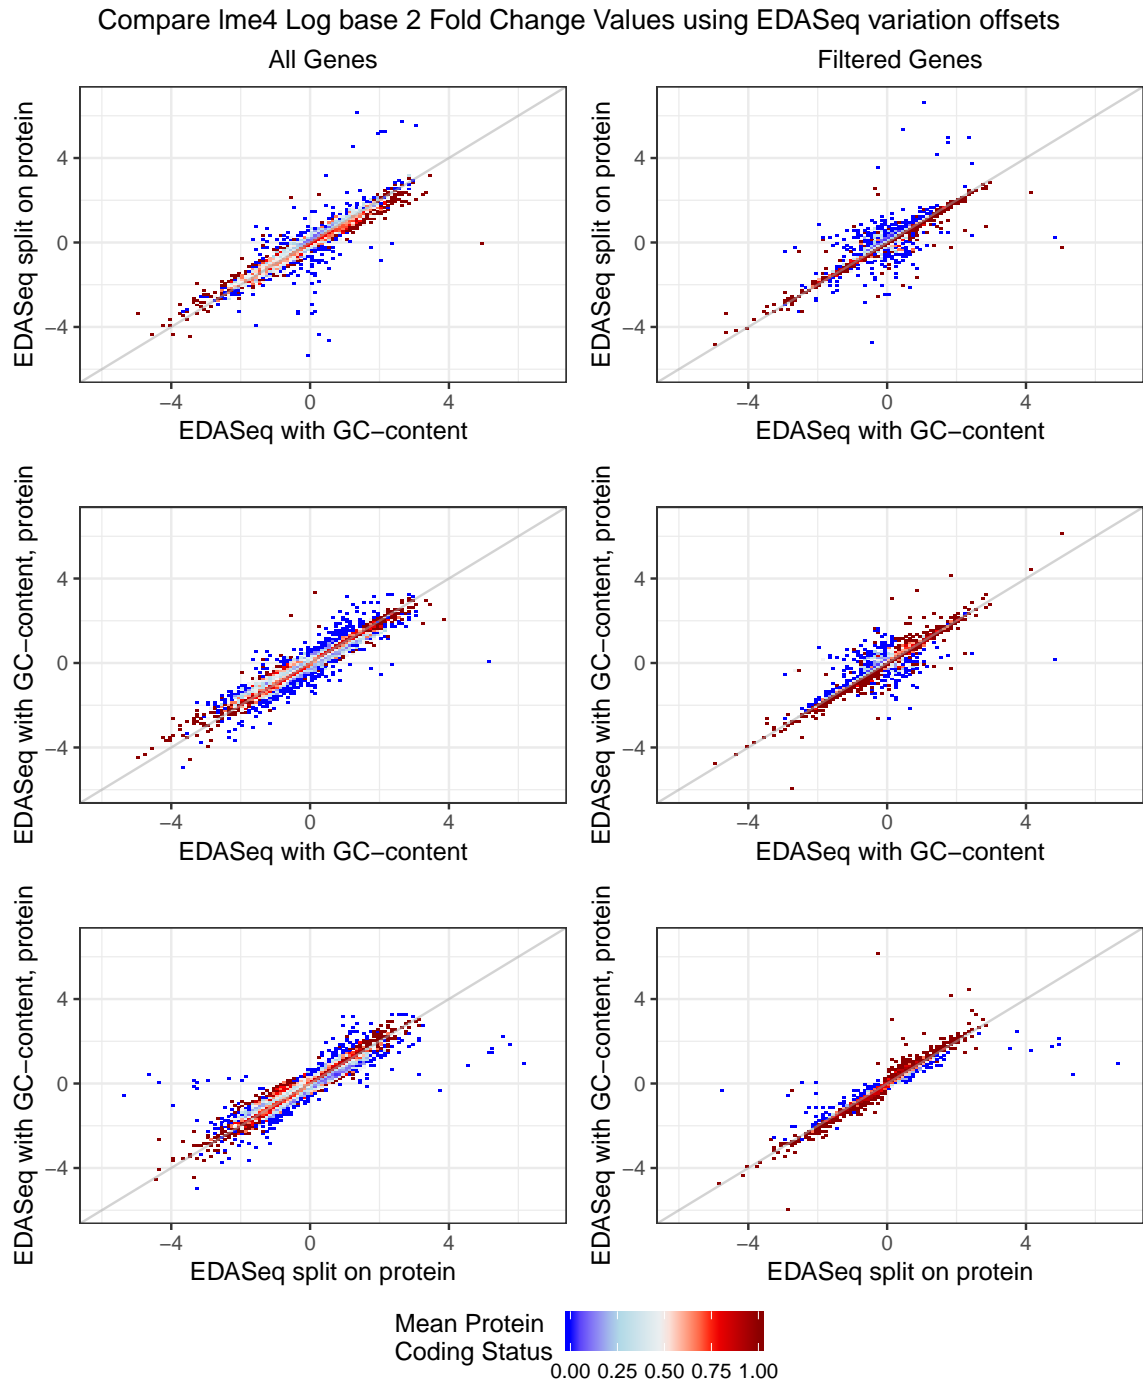 Compare lme4 Log base 2 Fold Change Values using EDASeq variation offsets
All Genes
Filtered Genes
EDASeq split on protein
4
0
−4
−4 0 4
EDASeq with GC−content
EDASeq split on protein
4
0
−4
−4 0 4
EDASeq with GC−content
EDASeq with GC−content, protein
4
0
−4
−4 0 4
EDASeq with GC−content
EDASeq with GC−content, protein
4
0
−4
−4 0 4
EDASeq with GC−content
EDASeq with GC−content, protein
4
0
−4
−4 0 4
EDASeq split on protein
EDASeq with GC−content, protein
4
0
−4
−4 0 4
EDASeq split on protein
Mean Protein
Coding Status
0.00 0.25 0.50 0.75 1.00